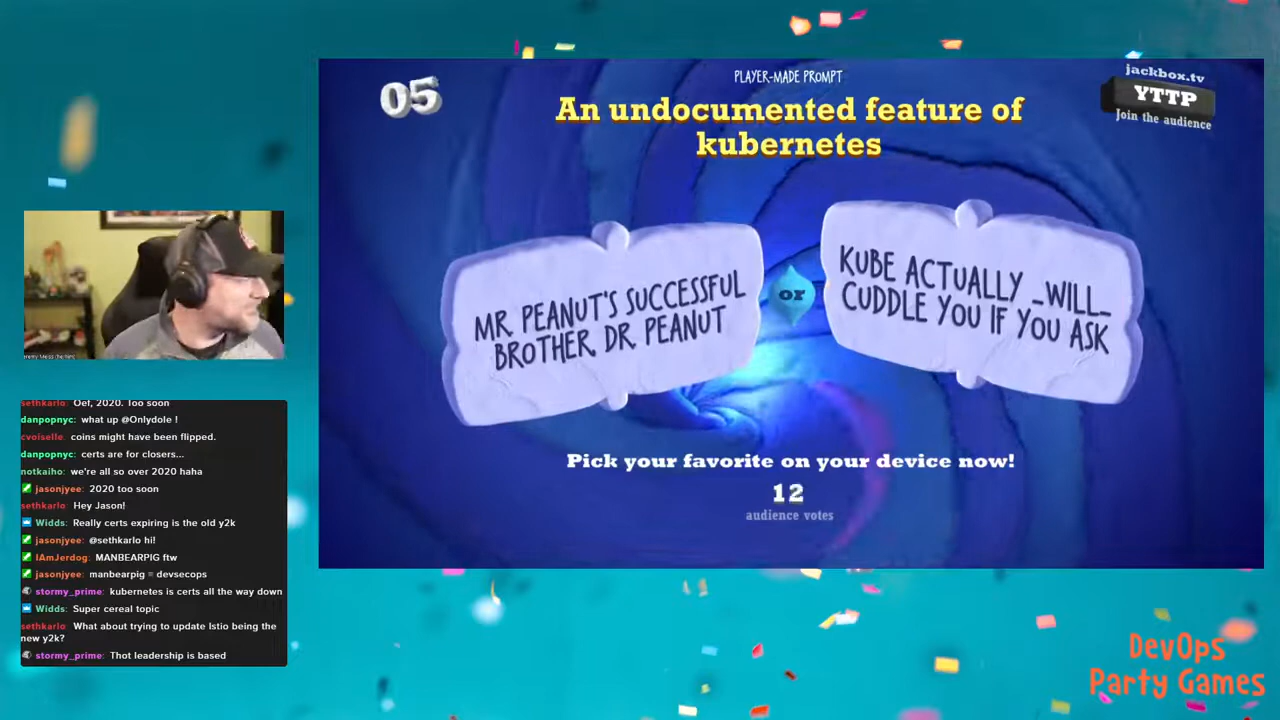 05
PLAYER-MADE PROMPT
An undocumented feature of
kubernetes
jackbox.tv
YTTP
Join the audience
MR. PEANUT'S SUCCESSFUL
BROTHER, DR. PEANUT
or
KUBE ACTUALLY _WILL_
CUDDLE YOU IF YOU ASK
Pick your favorite on your device now!
12
audience votes
sethkarlo: Oef, 2020. Too soon
danpopnyc: what up @Onlydole !
cvoiselle: coins might have been flipped.
danpopnyc: certs are for closers...
notkaiho: we're all so over 2020 haha
jasonjyee: 2020 too soon
sethkarlo: Hey Jason!
Widds: Really certs expiring is the old y2k
jasonjyee: @sethkarlo hi!
IAmJerdog: MANBEARPIG ftw
jasonjyee: manbearpig = devsecops
stormy_prime: kubernetes is certs all the way down
Widds: Super cereal topic
sethkarlo: What about trying to update Istio being the
new y2k?
stormy_prime: Thot leadership is based
DevOps
Party Games